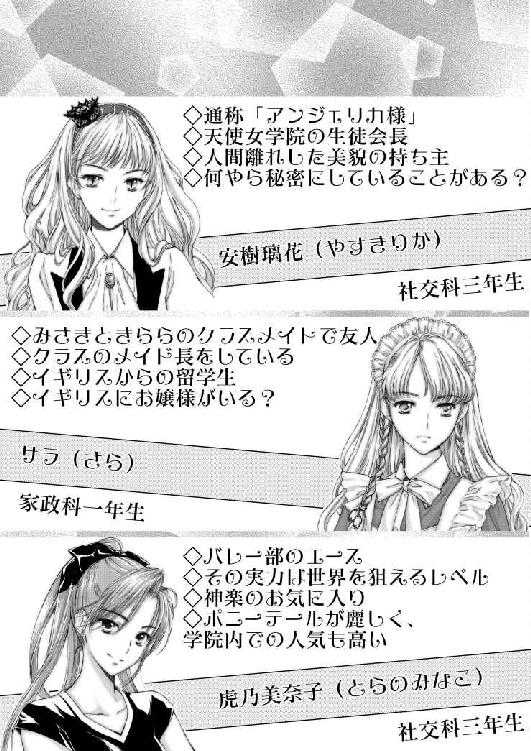 ◇通称「アンジェリカ様」
◇天使女学院の生徒会長
◇人間離れした美貌の持ち主
◇何やら秘密にしていることがある？
安樹璃花（やすきりか）
社交科三年生
◇みさきときららのクラスメイドで友人
◇クラスのメイド長をしている
◇イギリスからの留学生
◇イギリスにお嬢様がいる？
サラ（さら）
家政科一年生
◇バレー部のエース
◇その実力は世界を狙えるレベル
◇神楽のお気に入り
◇ポニーテールが麗しく、
学院内での人気も高い
虎乃美奈子（とらのみなこ）
社交科三年生